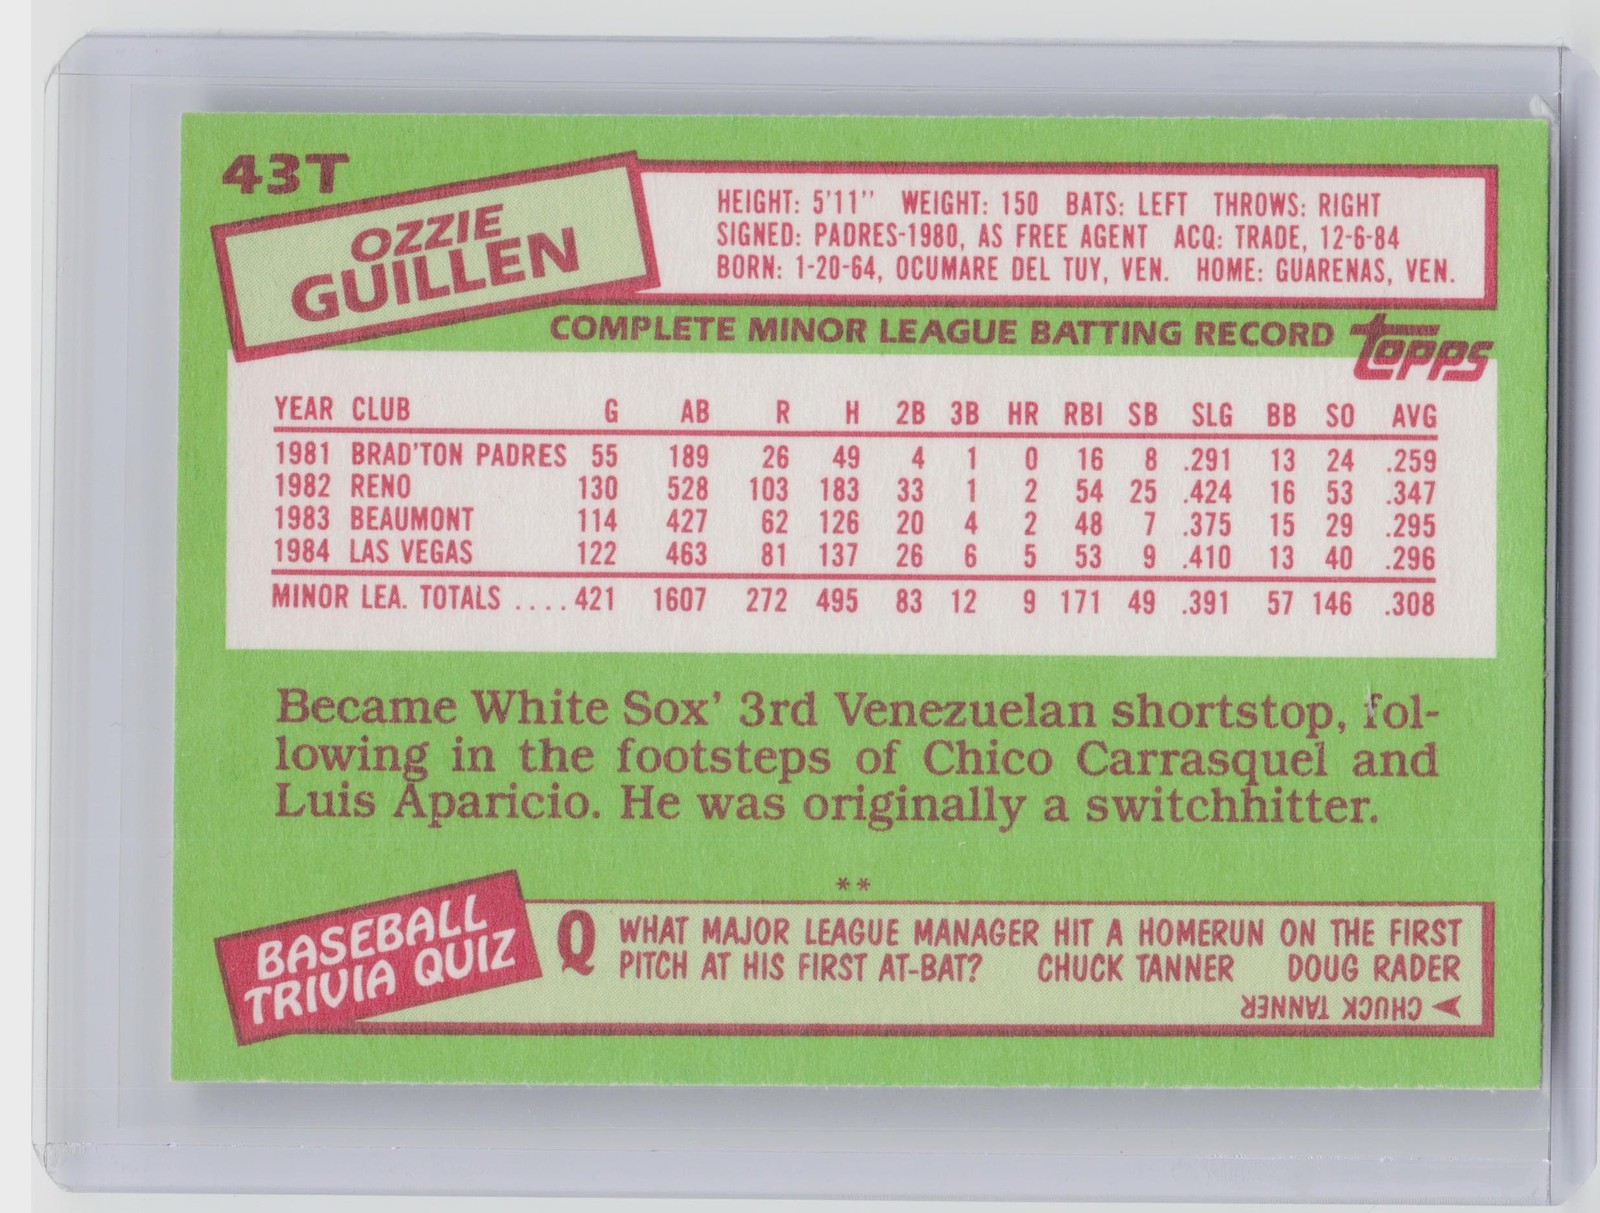 43T
OZZIE
GUILLEN
HEIGHT: 5'11" WEIGHT: 150 BATS: LEFT THROWS: RIGHT
SIGNED: PADRES-1980, AS FREE AGENT ACQ: TRADE, 12-6-84
BORN: 1-20-64, OCUMARE DEL TUY, VEN. HOME: GUARENAS, VEN.
COMPLETE MINOR LEAGUE BATTING RECORD
topps
YEAR CLUB G AB R H 2B 3B HR RBI SB SLG BB SO AVG
1981 BRAD'TON PADRES 55 189 26 49 4 1 0 16 8 .291 13 24 .259
1982 RENO 130 528 103 183 33 1 2 54 25 .424 16 53 .347
1983 BEAUMONT 114 427 62 126 20 4 2 48 7 .375 15 29 .295
1984 LAS VEGAS 122 463 81 137 26 6 5 53 9 .410 13 40 .296
MINOR LEA. TOTALS ....421 1607 272 495 83 12 9 171 49 .391 57 146 .308
Became White Sox' 3rd Venezuelan shortstop, fol-
lowing in the footsteps of Chico Carrasquel and
Luis Aparicio. He was originally a switchhitter.
**
BASEBALL
TRIVIA QUIZ
Q WHAT MAJOR LEAGUE MANAGER HIT A HOMERUN ON THE FIRST
PITCH AT HIS FIRST AT-BAT? CHUCK TANNER DOUG RADER
CHUCK TANNER